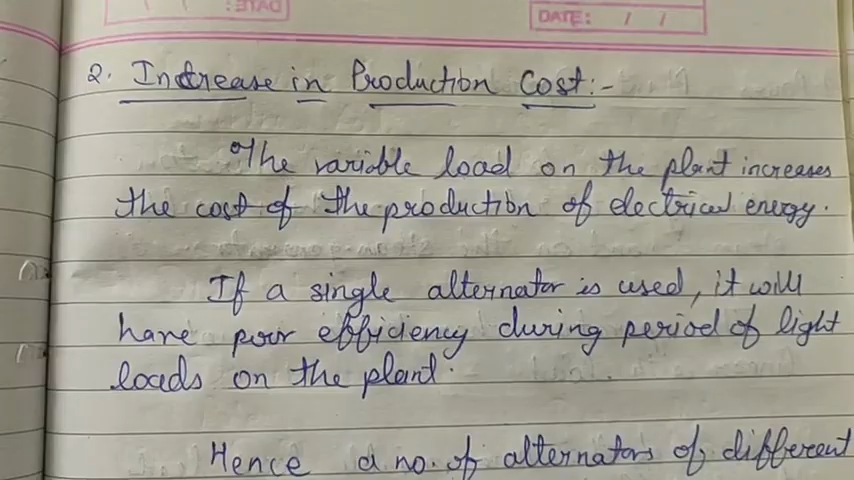 DATE:
DATE: / /
2. Increase in Production Cost:-
The variable load on the plant increases
the cost of the production of electrical energy.
If a single alternator is used, it will
have poor efficiency during period of light
loads on the plant.
Hence a no. of alternators of different